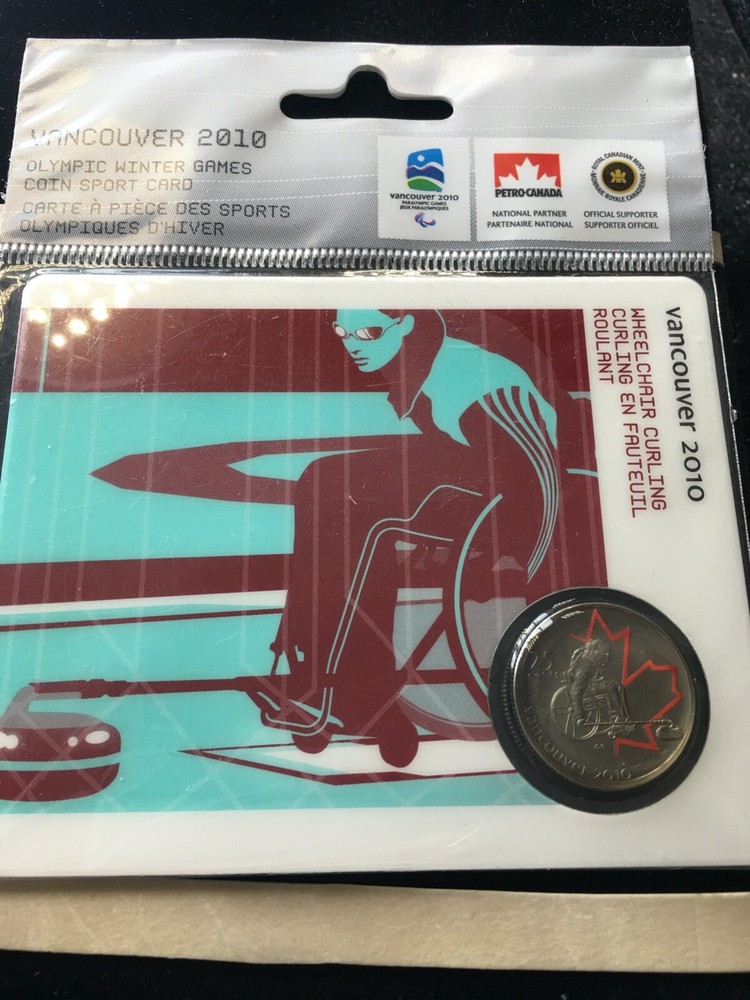 VANCOUVER 2010
OLYMPIC WINTER GAMES
COIN SPORT CARD
CARTE À PIÈCE DES SPORTS
OLYMPIQUES D'HIVER
vancouver 2010
PARALYMPIC GAMES
JEUX PARALYMPIQUES
PETRO-CANADA
NATIONAL PARTNER
PARTENAIRE NATIONAL
ROYAL CANADIAN MINT
MONNAIE ROYALE CANADIENNE
OFFICIAL SUPPORTER
SUPPORTEUR OFFICIEL
vancouver 2010
WHEELCHAIR CURLING
CURLING EN FAUTEUIL
ROULANT
25
VANCOUVER 2010